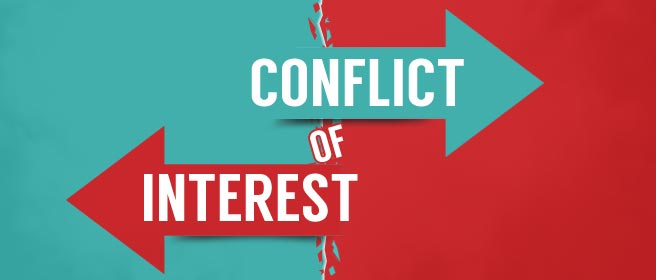 CONFLICT
OF
INTEREST